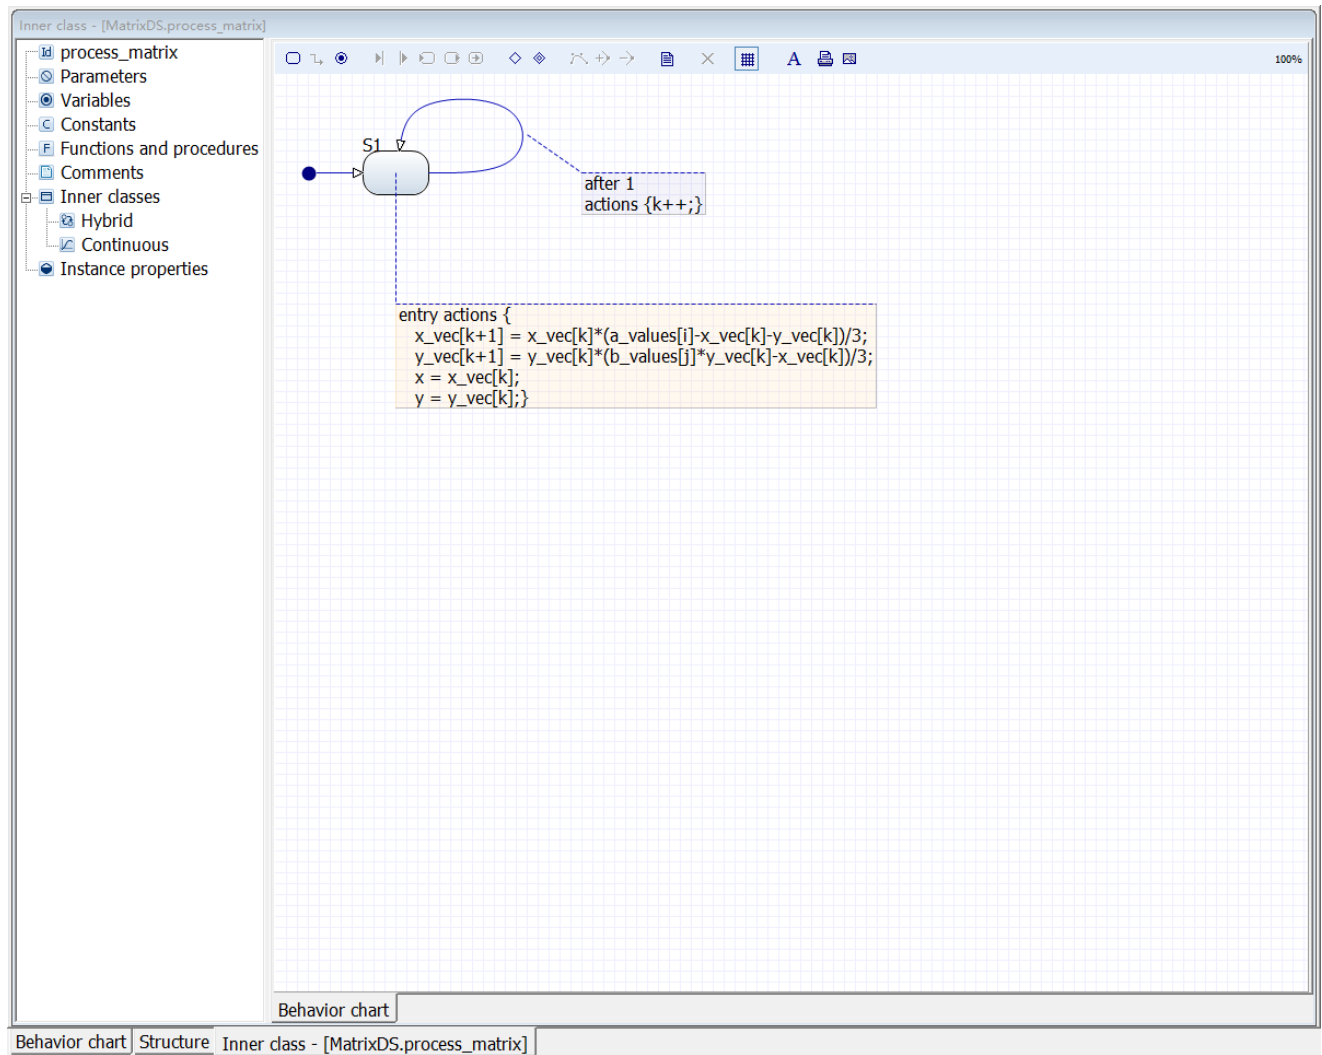 Inner class - [MatrixDS.process_matrix]
Id process_matrix
Parameters
Variables
C Constants
F Functions and procedures
Comments
Inner classes
Hybrid
Continuous
Instance properties
A
100%
S1
after 1
actions {k++;}
entry actions {
x_vec[k+1] = x_vec[k]*(a_values[i]-x_vec[k]-y_vec[k])/3;
y_vec[k+1] = y_vec[k]*(b_values[j]*y_vec[k]-x_vec[k])/3;
x = x_vec[k];
y = y_vec[k];}
Behavior chart
Behavior chart Structure Inner class - [MatrixDS.process_matrix]